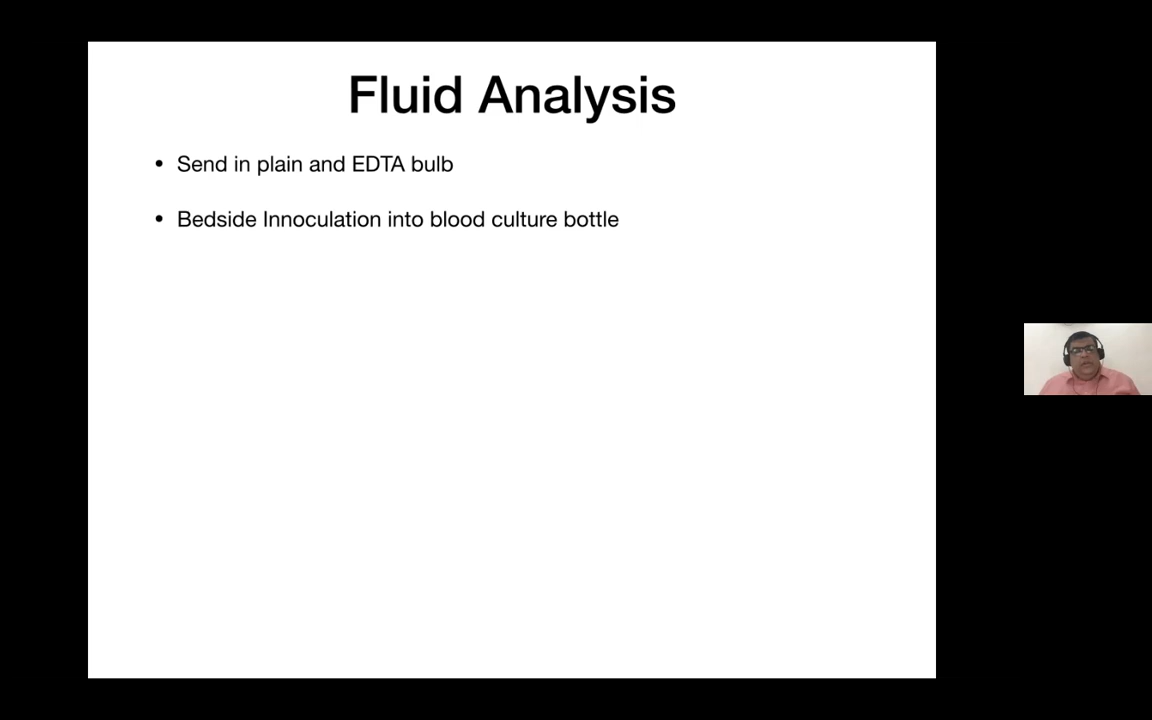 Fluid Analysis
• Send in plain and EDTA bulb
• Bedside Innoculation into blood culture bottle